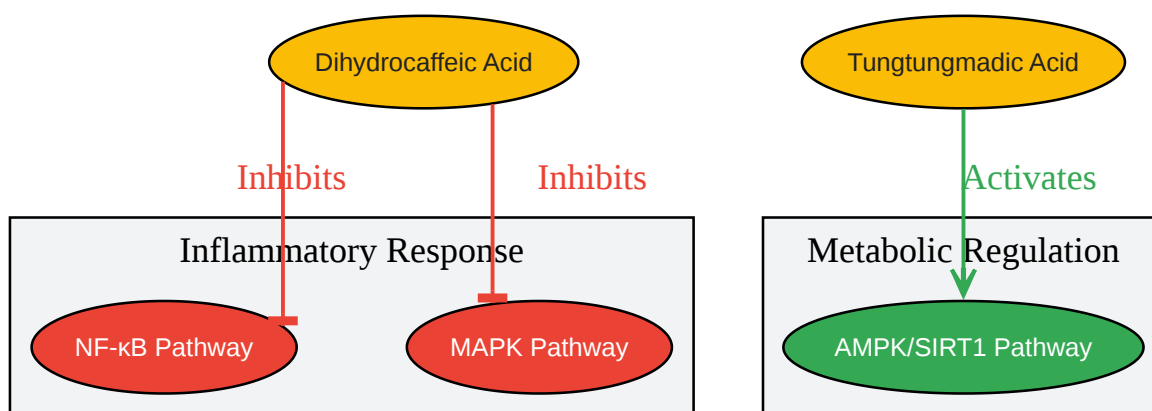 Dihydrocaffeic Acid
Tungtungmadic Acid
Inhibits
Inhibits
Activates
Inflammatory Response
Metabolic Regulation
NF-κB Pathway
MAPK Pathway
AMPK/SIRT1 Pathway